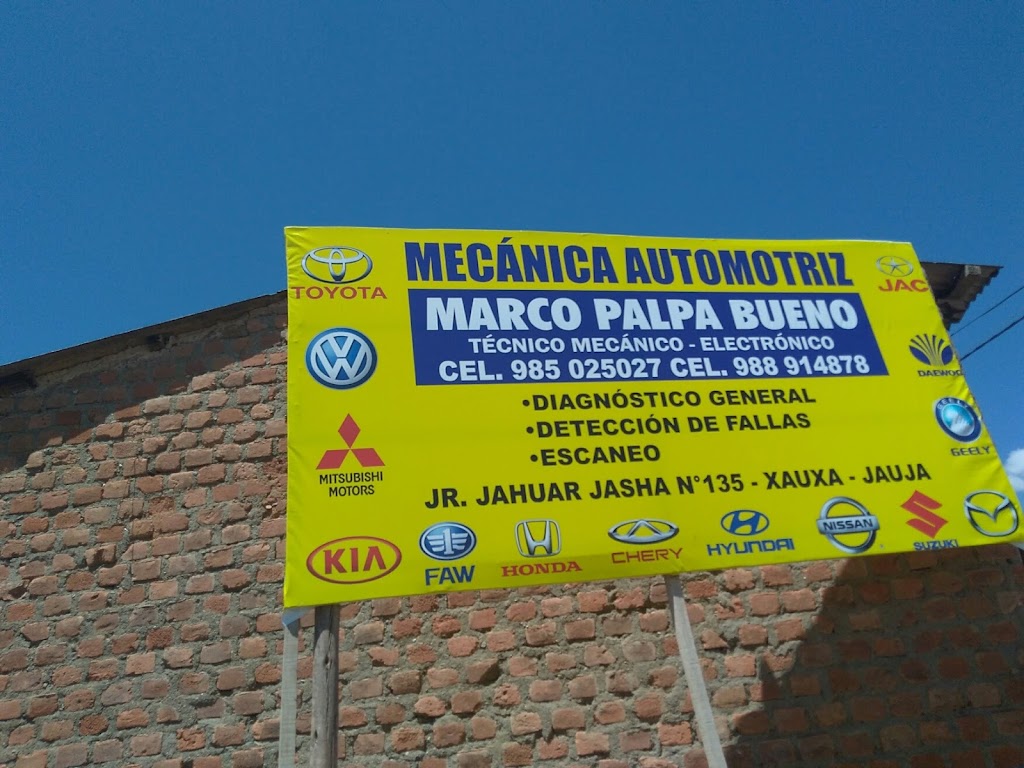 MECÁNICA AUTOMOTRIZ
MARCO PALPA BUENO
TÉCNICO MECÁNICO - ELECTRÓNICO
CEL. 985 025027 CEL. 988 914878
•DIAGNÓSTICO GENERAL
•DETECCIÓN DE FALLAS
•ESCANEO
JR. JAHUAR JASHA N°135 - XAUXA - JAUJA
TOYOTA
MITSUBISHI
MOTORS
KIA
FAW
HONDA
CHERY
HYUNDAI
NISSAN
SUZUKI
JAC
DAEWOO
GEELY
GEELY